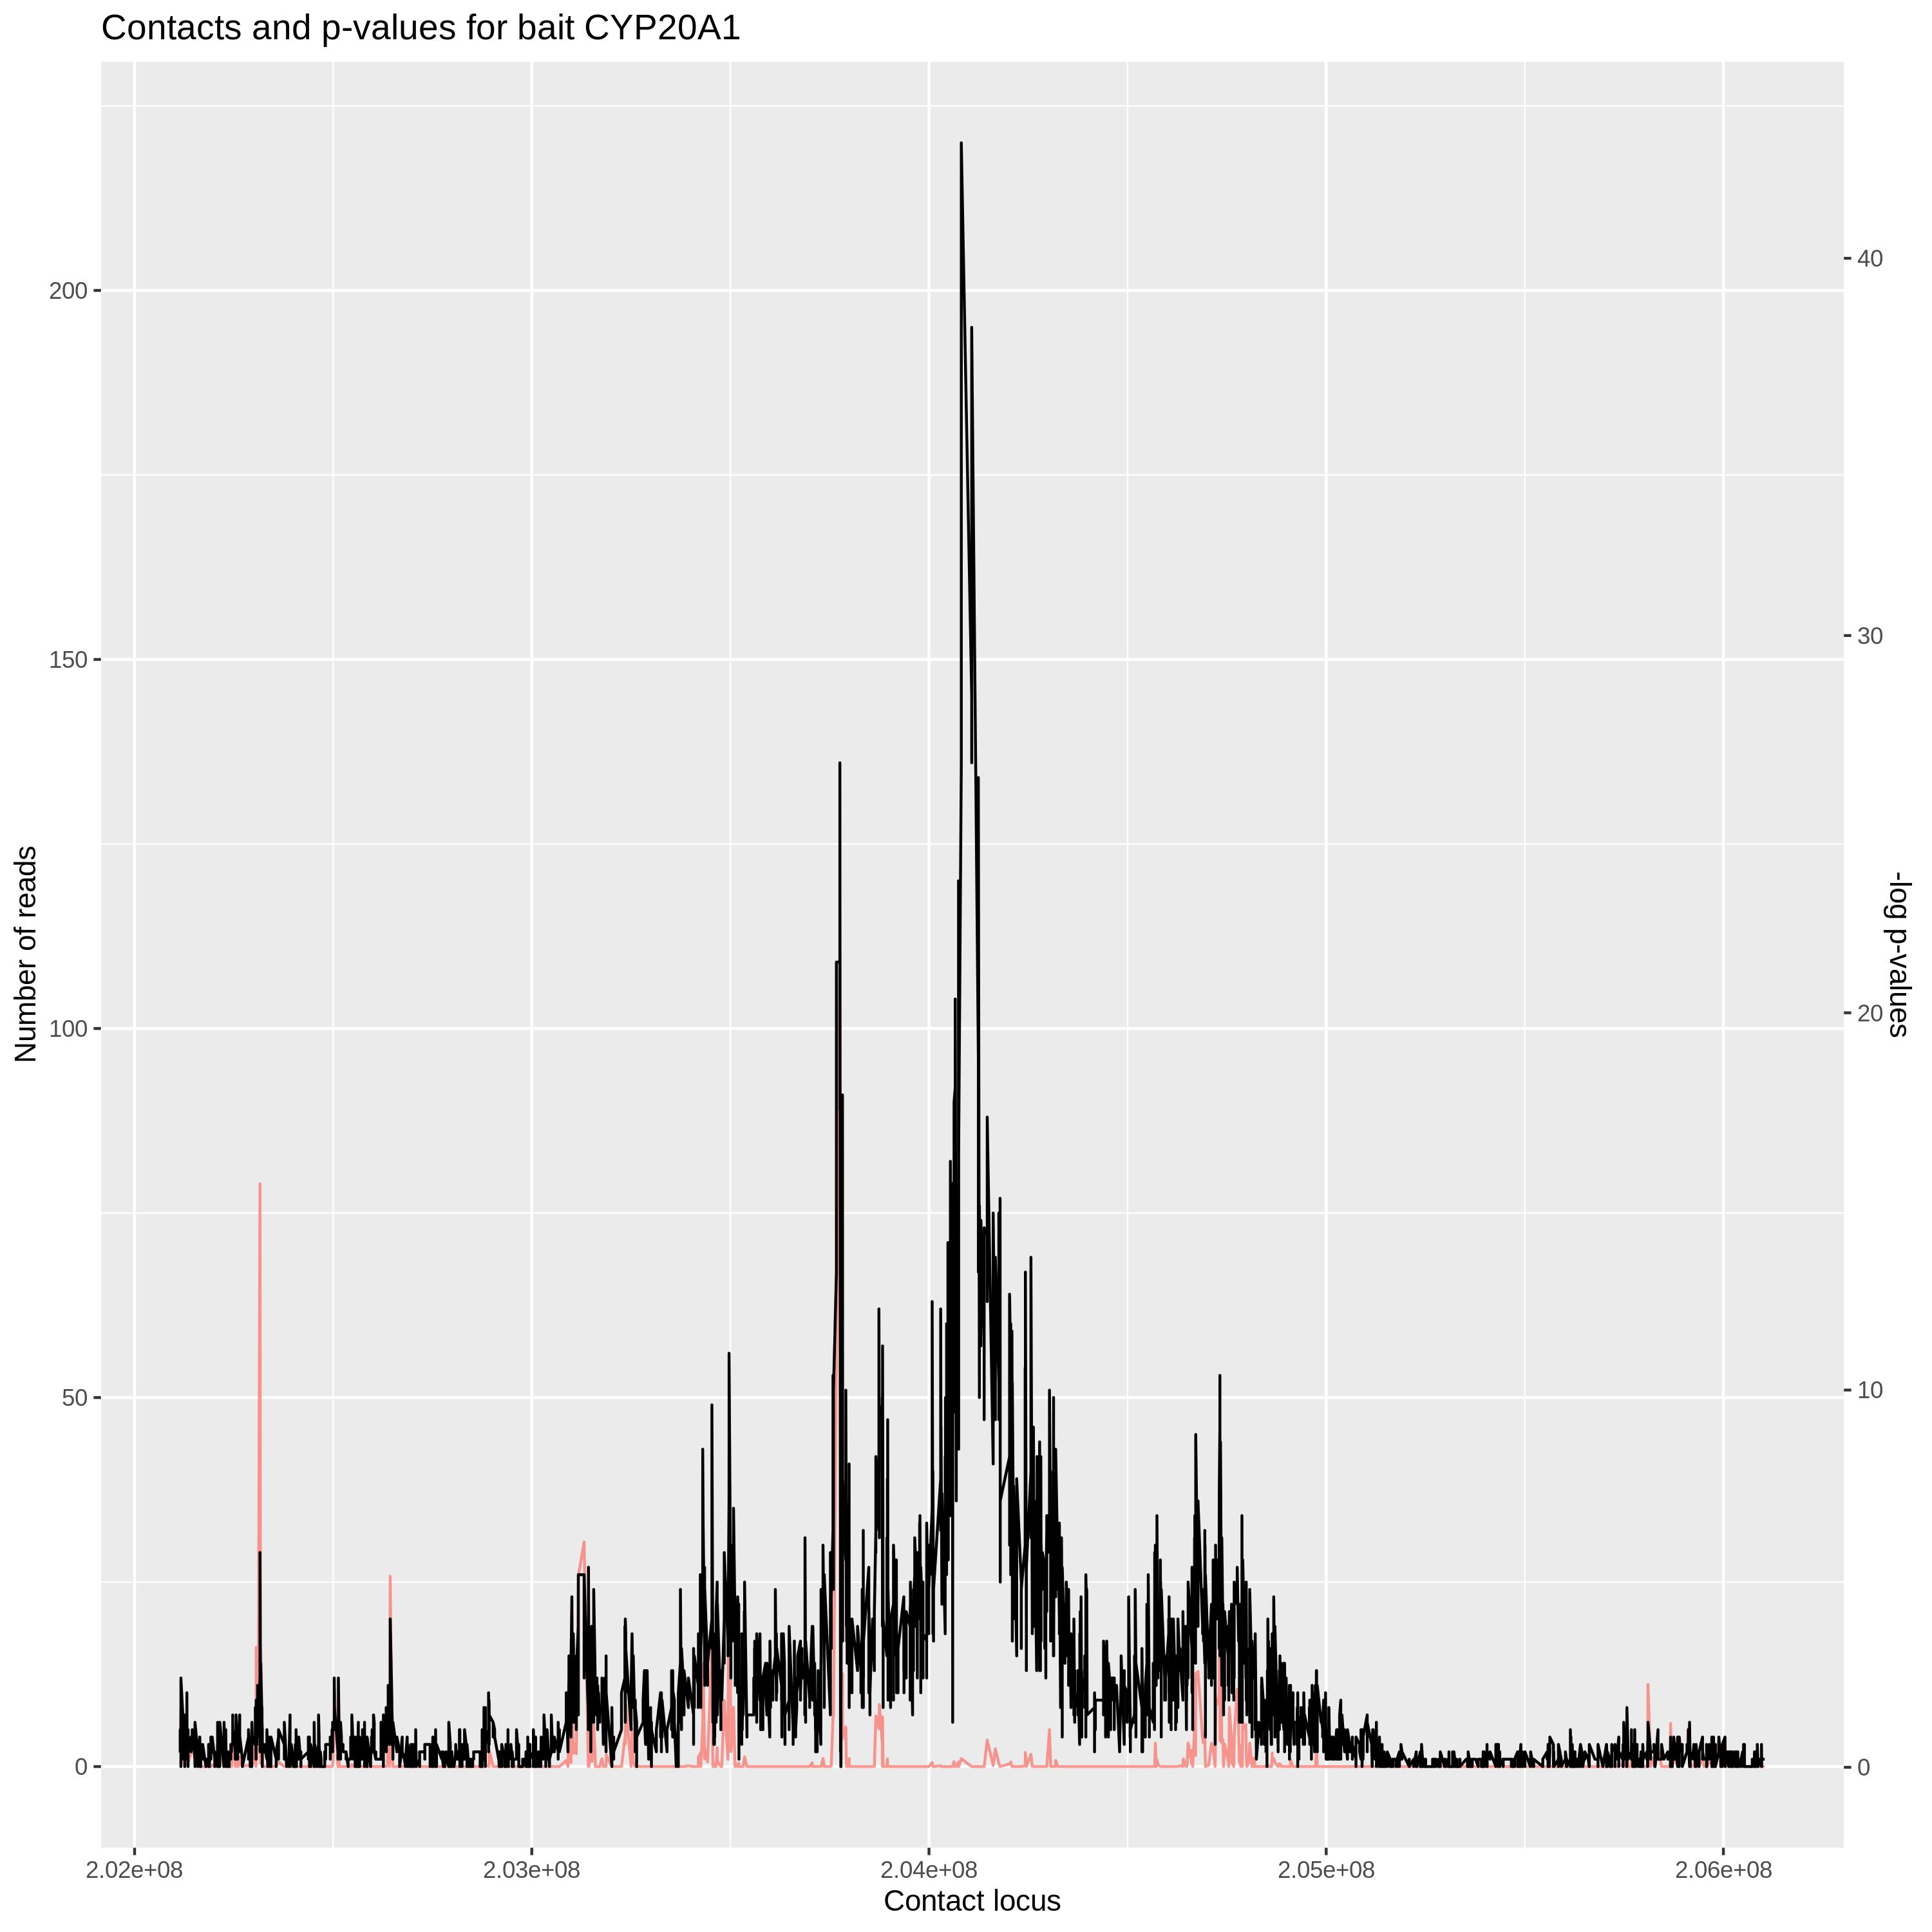 Contacts and p-values for bait CYP20A1
Number of reads
200
150
100
50
0
40
30
20
10
0
-log p-values
2.02e+08
2.03e+08
2.04e+08
2.05e+08
2.06e+08
Contact locus